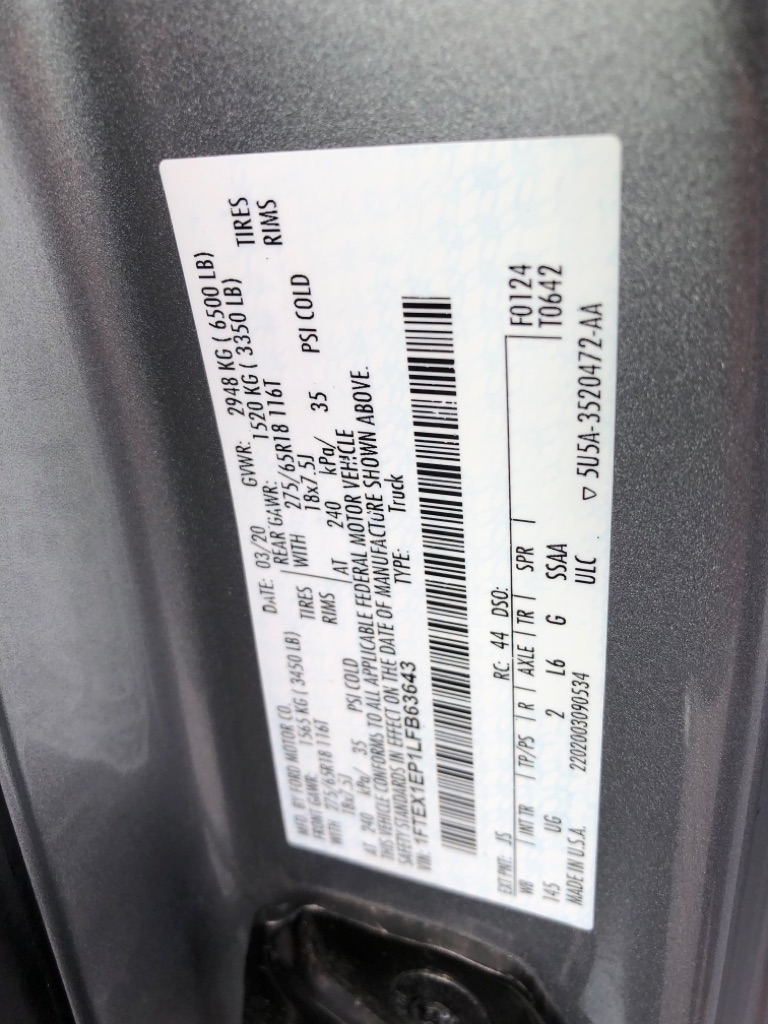 MFD. BY FORD MOTOR CO. DATE: 03/20 GVWR: 2948 KG ( 6500 LB)
FRONT GAWR: 1565 KG ( 3450 LB) REAR GAWR: 1520 KG ( 3350 LB)
WITH 275/65R18 116T TIRES WITH 275/65R18 116T TIRES
18x7.5J RIMS 18x7.5J RIMS
AT 240 kPa/ 35 PSI COLD AT 240 kPa/ 35 PSI COLD
THIS VEHICLE CONFORMS TO ALL APPLICABLE FEDERAL MOTOR VEHICLE
SAFETY STANDARDS IN EFFECT ON THE DATE OF MANUFACTURE SHOWN ABOVE.
VIN: 1FTEX1EP1LFB63643 TYPE: Truck
EXT PNT: JS RC: 44 DSO: F0124
WB INT TR TP/PS R AXLE TR SPR T0642
145 UG 2 L6 G SSAA
MADE IN U.S.A. 2202003090534 ULC ▽ 5U5A-3520472-AA